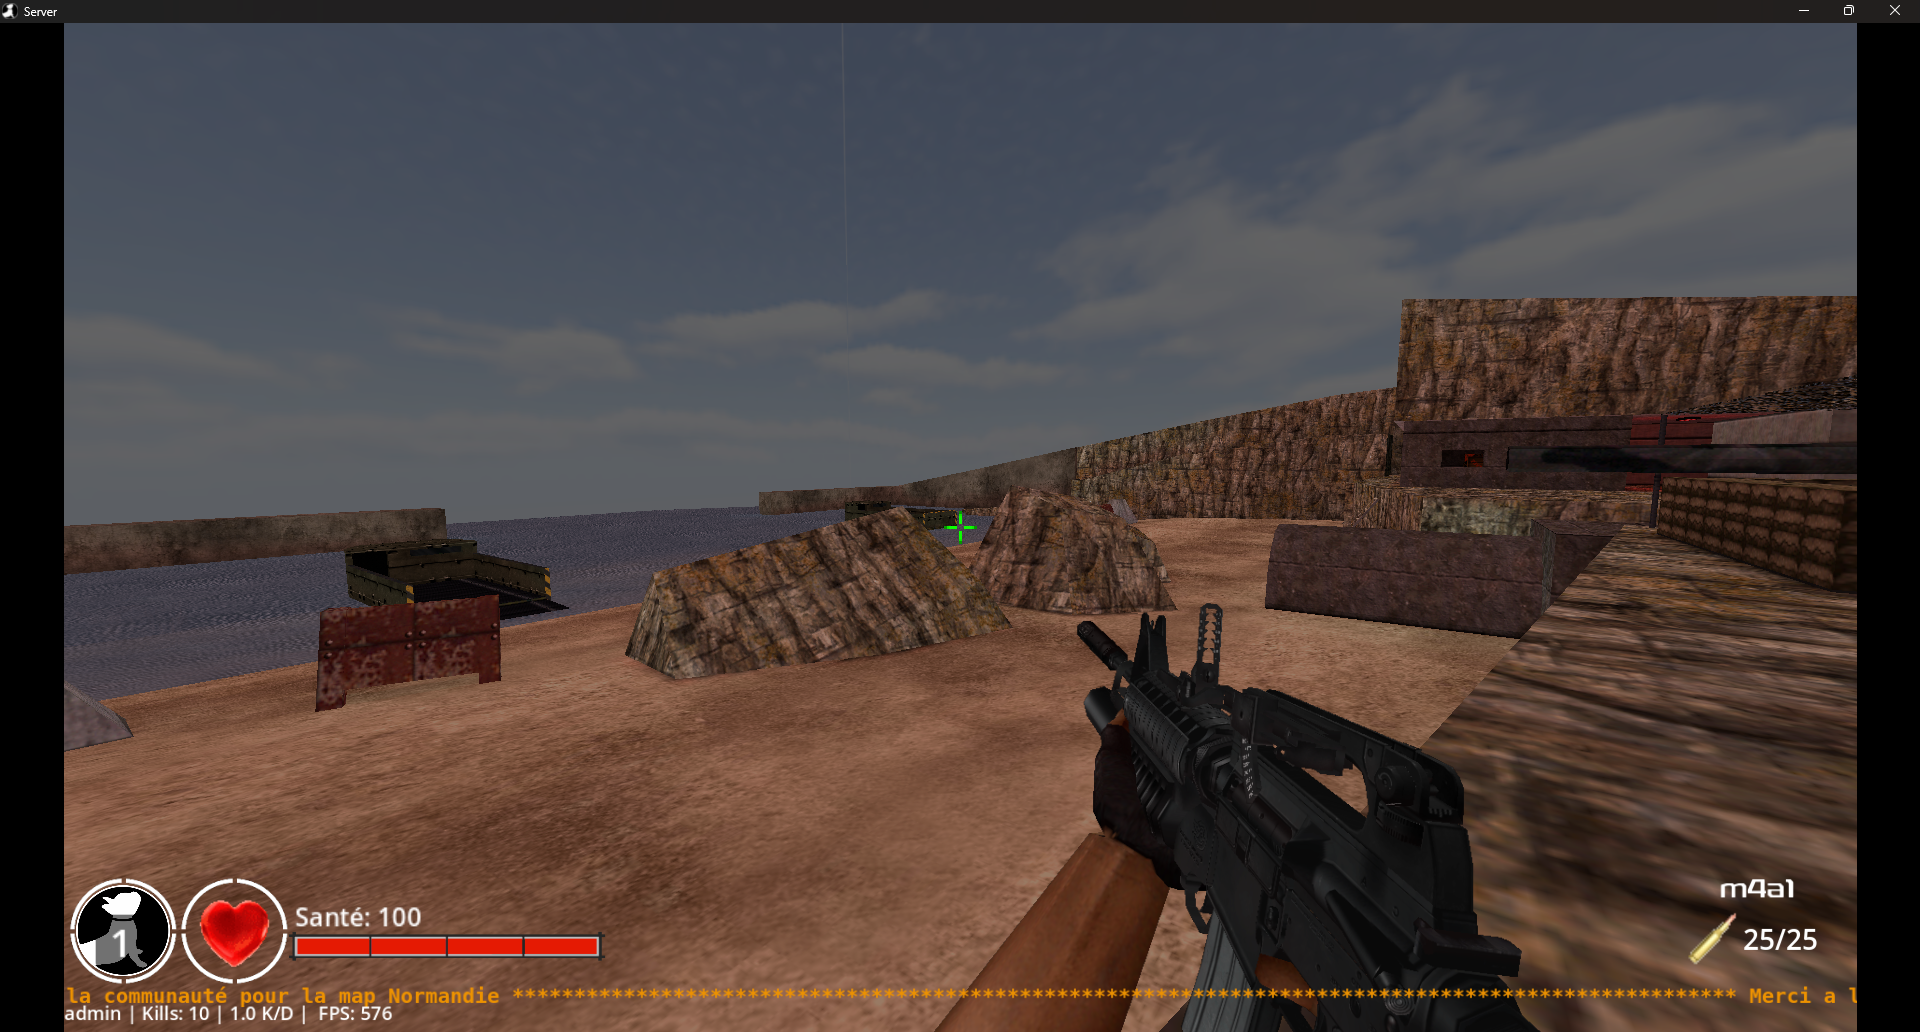 Server
Santé: 100
1
m4a1
25/25
la communauté pour la map Normandie *************************************************************************************************** Merci a l
admin | Kills: 10 | 1.0 K/D | FPS: 576